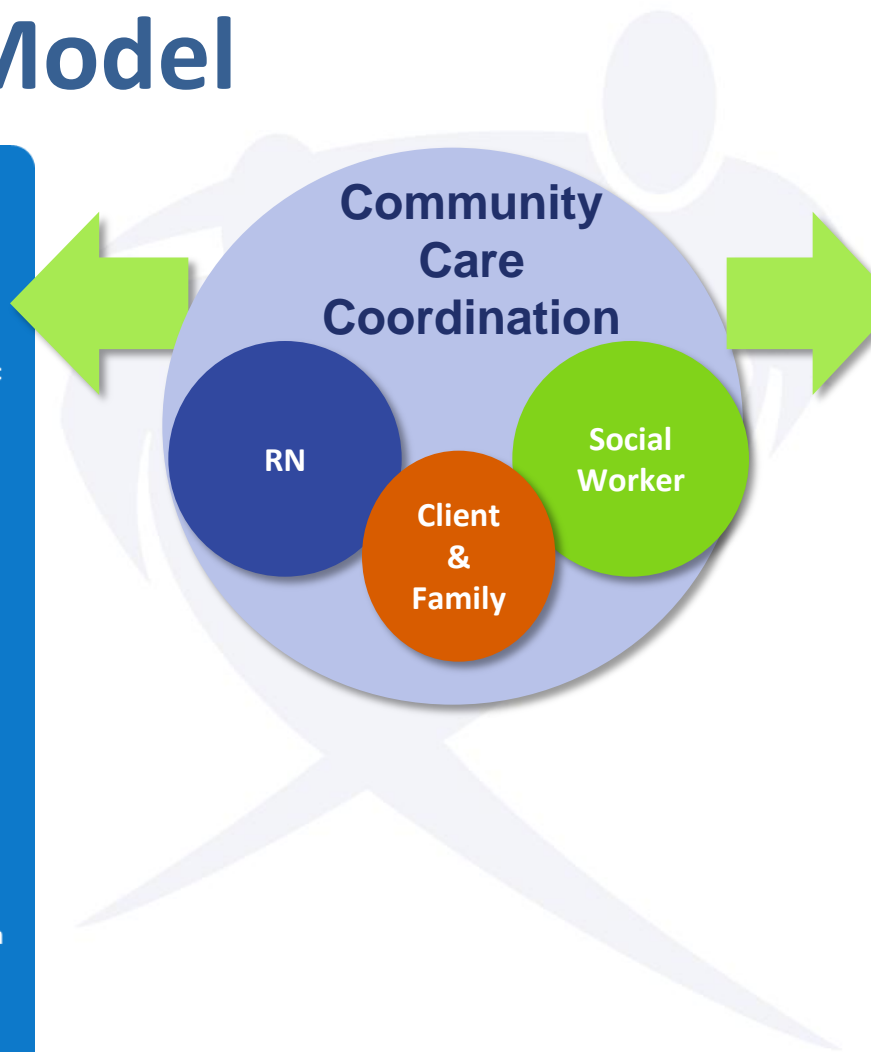 Model
Community
Care
Coordination
RN
Social
Worker
Client
&
Family